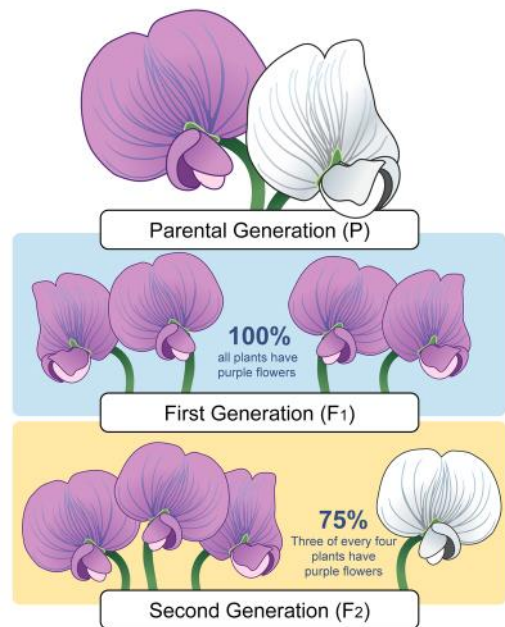 Parental Generation (P)
100%
all plants have
purple flowers
First Generation (F1)
75%
Three of every four
plants have
purple flowers
Second Generation (F2)